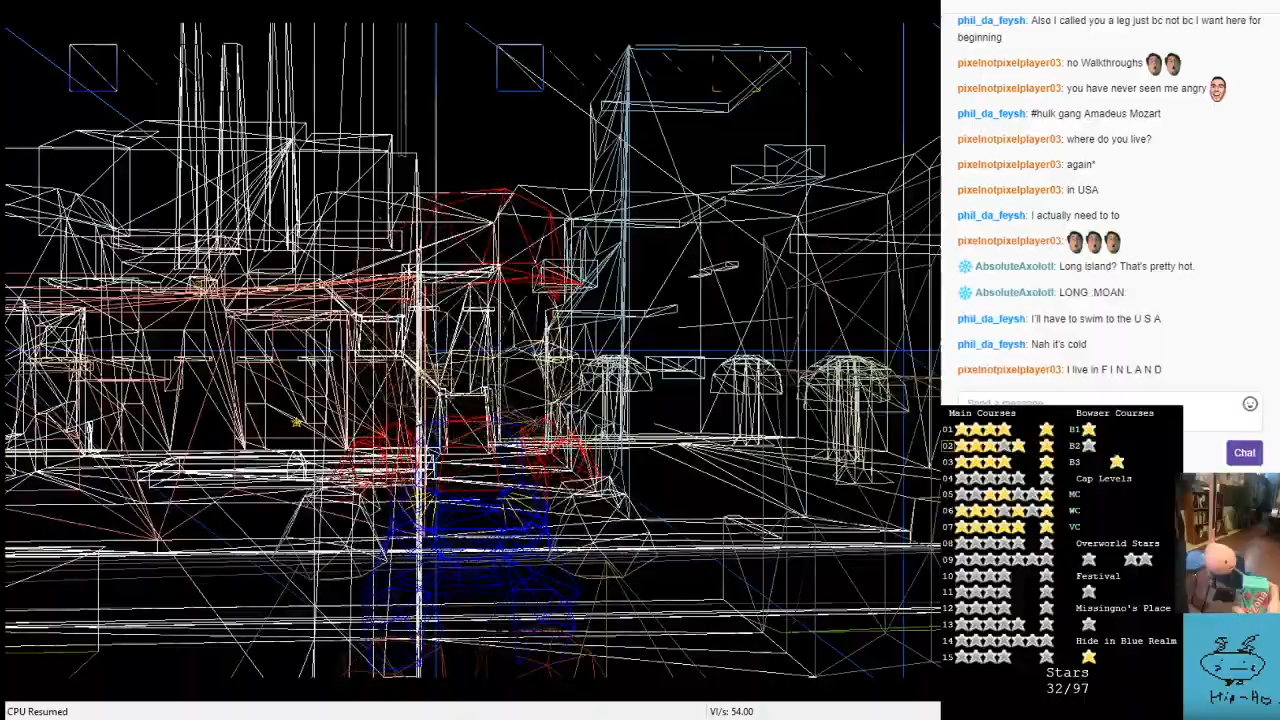 phil_da_feysh: Also I called you a leg just bc not bc I want here for
beginning
pixelnotpixelplayer03: no Walkthroughs
pixelnotpixelplayer03: you have never seen me angry
phil_da_feysh: #hulk gang Amadeus Mozart
pixelnotpixelplayer03: where do you live?
pixelnotpixelplayer03: again*
pixelnotpixelplayer03: in USA
phil_da_feysh: I actually need to to
pixelnotpixelplayer03:
AbsoluteAxolotl: Long island? That's pretty hot.
AbsoluteAxolotl: LONG :MOAN:
phil_da_feysh: I'll have to swim to the U S A
phil_da_feysh: Nah it's cold
pixelnotpixelplayer03: I live in F I N L A N D
Send a message
Chat
Main Courses Bowser Courses
01 B1
02 B2
03 B3
04 Cap Levels
05 MC
06 WC
07 VC
08 Overworld Stars
09
10 Festival
11
12 Missingno's Place
13
14 Hide in Blue Realm
15
Stars
32/97
Hip-Ho
CPU Resumed VI/s: 54.00